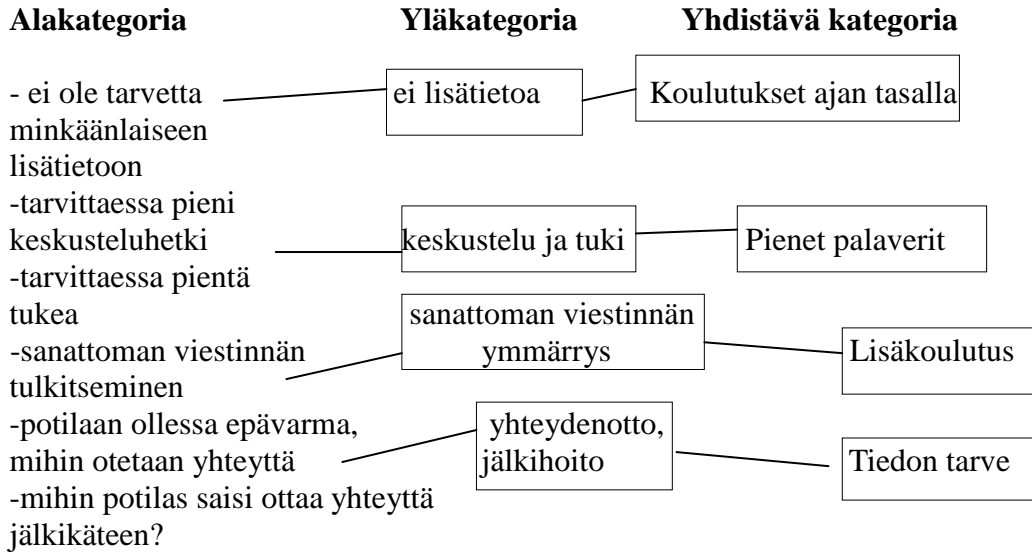 Alakategoria Yläkategoria Yhdistävä kategoria
- ei ole tarvetta ei lisätietoa Koulutukset ajan tasalla
minkäänlaiseen
lisätietoon
-tarvittaessa pieni
keskusteluhetki keskustelu ja tuki Pienet palaverit
-tarvittaessa pientä
tukea sanattoman viestinnän
-sanattoman viestinnän ymmärrys Lisäkoulutus
tulkitseminen
-potilaan ollessa epävarma, yhteydenotto,
mihin otetaan yhteyttä jälkihoito Tiedon tarve
-mihin potilas saisi ottaa yhteyttä
jälkikäteen?